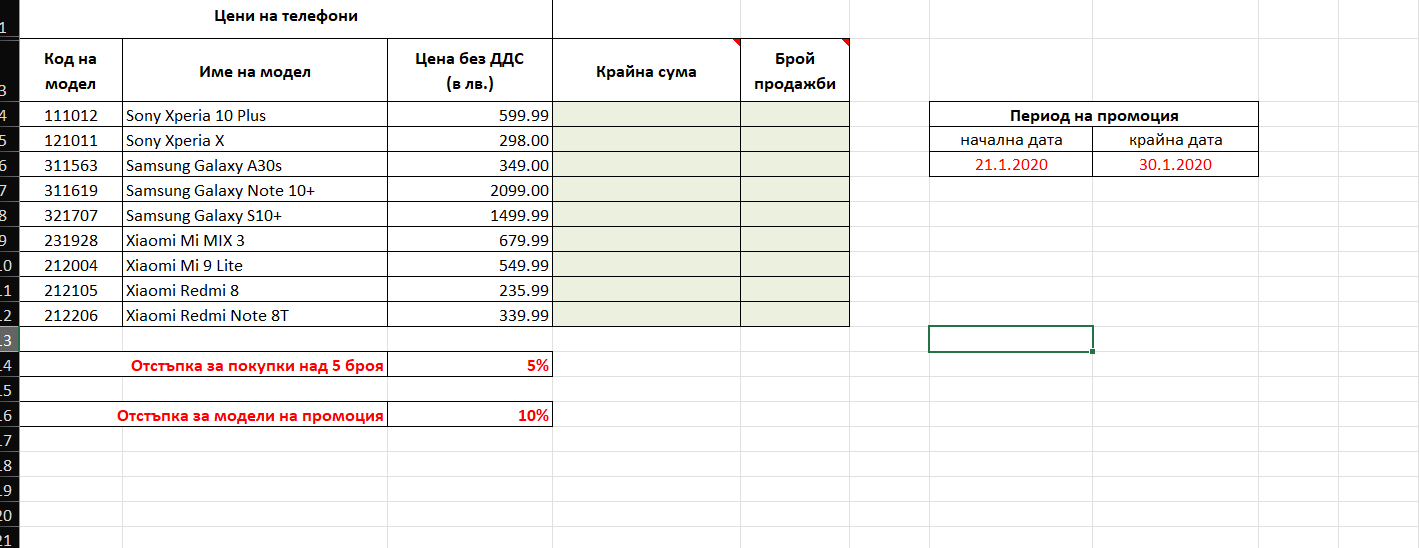 Цени на телефони
1
Код на модел Име на модел Цена без ДДС (в лв.) Крайна сума Брой продажби
3
4 111012 Sony Xperia 10 Plus 599.99 Период на промоция
5 121011 Sony Xperia X 298.00 начална дата крайна дата
6 311563 Samsung Galaxy A30s 349.00 21.1.2020 30.1.2020
7 311619 Samsung Galaxy Note 10+ 2099.00
8 321707 Samsung Galaxy S10+ 1499.99
9 231928 Xiaomi Mi MIX 3 679.99
10 212004 Xiaomi Mi 9 Lite 549.99
11 212105 Xiaomi Redmi 8 235.99
12 212206 Xiaomi Redmi Note 8T 339.99
13
14 Отстъпка за покупки над 5 броя 5%
15
16 Отстъпка за модели на промоция 10%
17
18
19
20
21